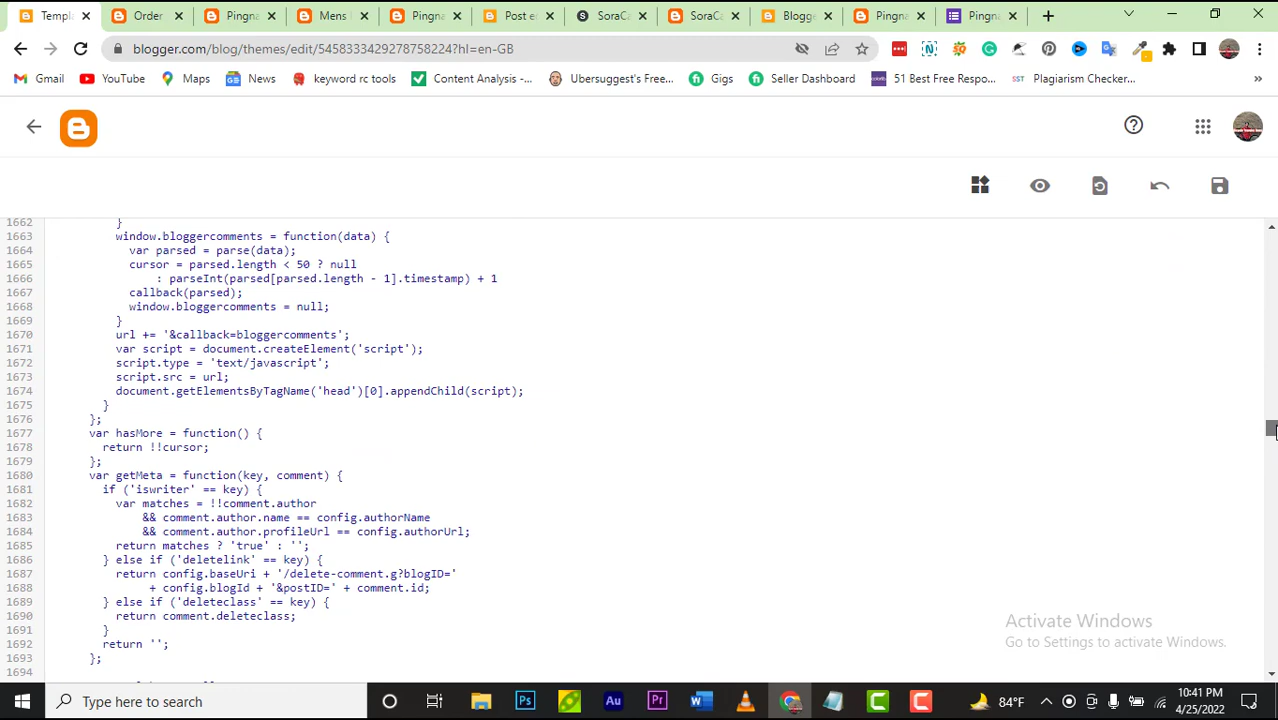 Templ
Order
Pingna
Mens
Pingna
Post er
SoraCa
SoraCa
Blogge
Pingna
Pingna
blogger.com/blog/themes/edit/5458333429278758224?hl=en-GB
Gmail
YouTube
Maps
News
keyword rc tools
Content Analysis -...
Ubersuggest's Free...
Gigs
Seller Dashboard
51 Best Free Respo...
Plagiarism Checker...
1662 }
1663 window.bloggercomments = function(data) {
1664 var parsed = parse(data);
1665 cursor = parsed.length < 50 ? null
1666 : parseInt(parsed[parsed.length - 1].timestamp) + 1
1667 callback(parsed);
1668 window.bloggercomments = null;
1669 }
1670 url += '&callback=bloggercomments';
1671 var script = document.createElement('script');
1672 script.type = 'text/javascript';
1673 script.src = url;
1674 document.getElementsByTagName('head')[0].appendChild(script);
1675 }
1676 };
1677 var hasMore = function() {
1678 return !!cursor;
1679 };
1680 var getMeta = function(key, comment) {
1681 if ('iswriter' == key) {
1682 var matches = !!comment.author
1683 && comment.author.name == config.authorName
1684 && comment.author.profileUrl == config.authorUrl;
1685 return matches ? 'true' : '';
1686 } else if ('deletelink' == key) {
1687 return config.baseUri + '/delete-comment.g?blogID='
1688 + config.blogId + '&postID=' + comment.id;
1689 } else if ('deleteclass' == key) {
1690 return comment.deleteclass;
1691 }
1692 return '';
1693 };
1694
Activate Windows
Go to Settings to activate Windows.
Type here to search
84°F
10:41 PM
4/25/2022